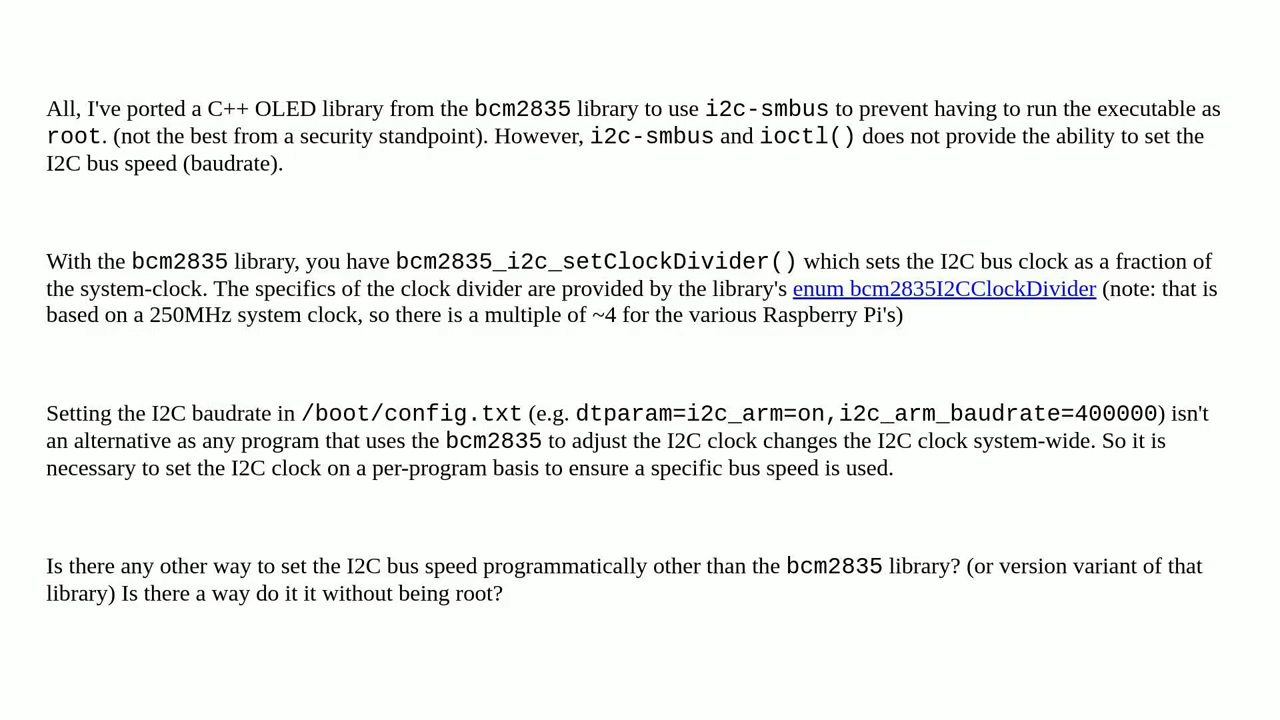 All, I've ported a C++ OLED library from the bcm2835 library to use i2c-smbus to prevent having to run the executable as
root. (not the best from a security standpoint). However, i2c-smbus and ioctl() does not provide the ability to set the
I2C bus speed (baudrate).
With the bcm2835 library, you have bcm2835_i2c_setClockDivider() which sets the I2C bus clock as a fraction of
the system-clock. The specifics of the clock divider are provided by the library's enum bcm2835I2CClockDivider (note: that is
based on a 250MHz system clock, so there is a multiple of ~4 for the various Raspberry Pi's)
Setting the I2C baudrate in /boot/config.txt (e.g. dtparam=i2c_arm=on,i2c_arm_baudrate=400000) isn't
an alternative as any program that uses the bcm2835 to adjust the I2C clock changes the I2C clock system-wide. So it is
necessary to set the I2C clock on a per-program basis to ensure a specific bus speed is used.
Is there any other way to set the I2C bus speed programmatically other than the bcm2835 library? (or version variant of that
library) Is there a way do it it without being root?